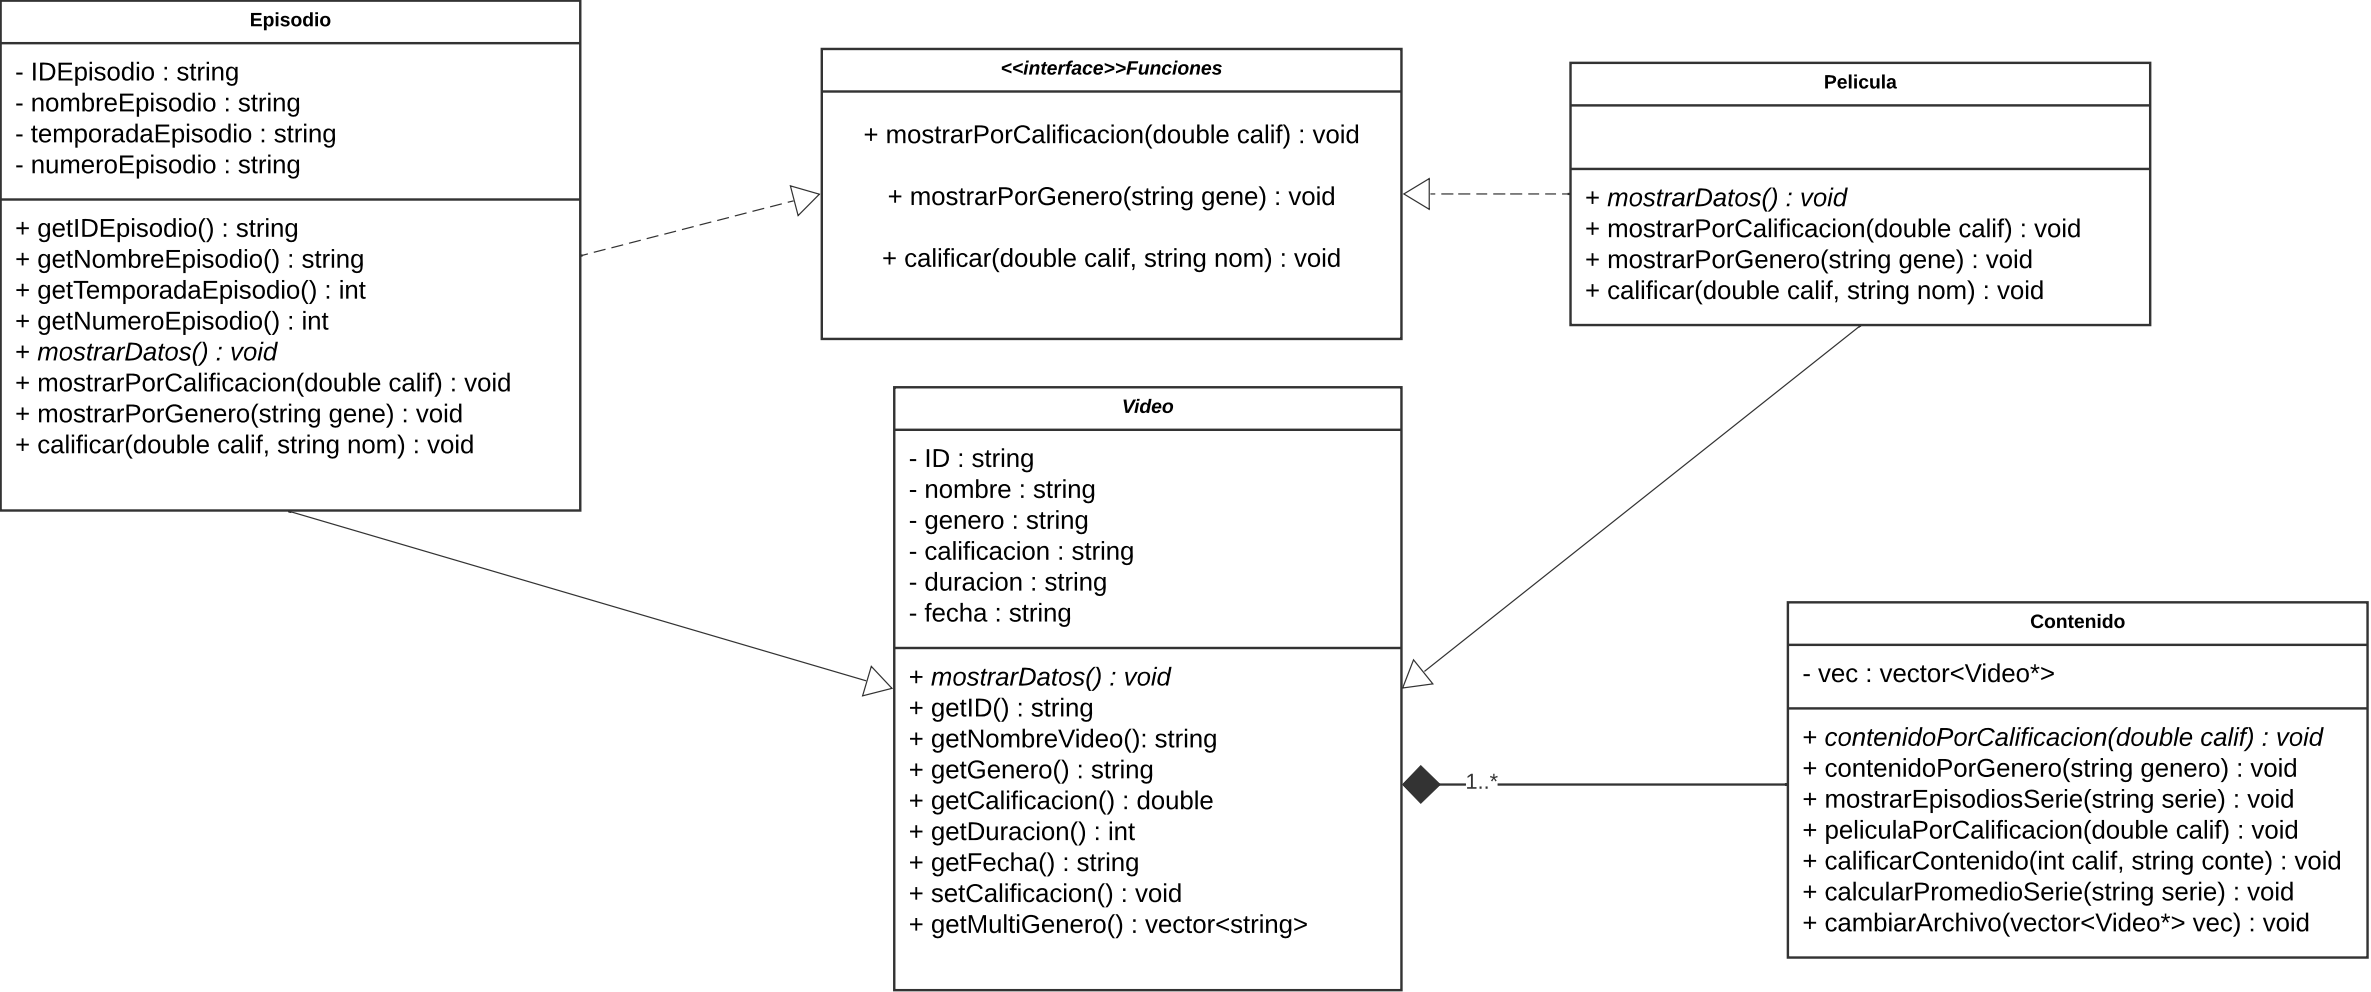 Episodio
- IDEpisodio : string
- nombreEpisodio : string
- temporadaEpisodio : string
- numeroEpisodio : string
+ getIDEpisodio() : string
+ getNombreEpisodio() : string
+ getTemporadaEpisodio() : int
+ getNumeroEpisodio() : int
+ mostrarDatos() : void
+ mostrarPorCalificacion(double calif) : void
+ mostrarPorGenero(string gene) : void
+ calificar(double calif, string nom) : void
<<interface>>Funciones
+ mostrarPorCalificacion(double calif) : void
+ mostrarPorGenero(string gene) : void
+ calificar(double calif, string nom) : void
Pelicula
+ mostrarDatos() : void
+ mostrarPorCalificacion(double calif) : void
+ mostrarPorGenero(string gene) : void
+ calificar(double calif, string nom) : void
Video
- ID : string
- nombre : string
- genero : string
- calificacion : string
- duracion : string
- fecha : string
+ mostrarDatos() : void
+ getID() : string
+ getNombreVideo(): string
+ getGenero() : string
+ getCalificacion() : double
+ getDuracion() : int
+ getFecha() : string
+ setCalificacion() : void
+ getMultiGenero() : vector<string>
1..*
Contenido
- vec : vector<Video*>
+ contenidoPorCalificacion(double calif) : void
+ contenidoPorGenero(string genero) : void
+ mostrarEpisodiosSerie(string serie) : void
+ peliculaPorCalificacion(double calif) : void
+ calificarContenido(int calif, string conte) : void
+ calcularPromedioSerie(string serie) : void
+ cambiarArchivo(vector<Video*> vec) : void